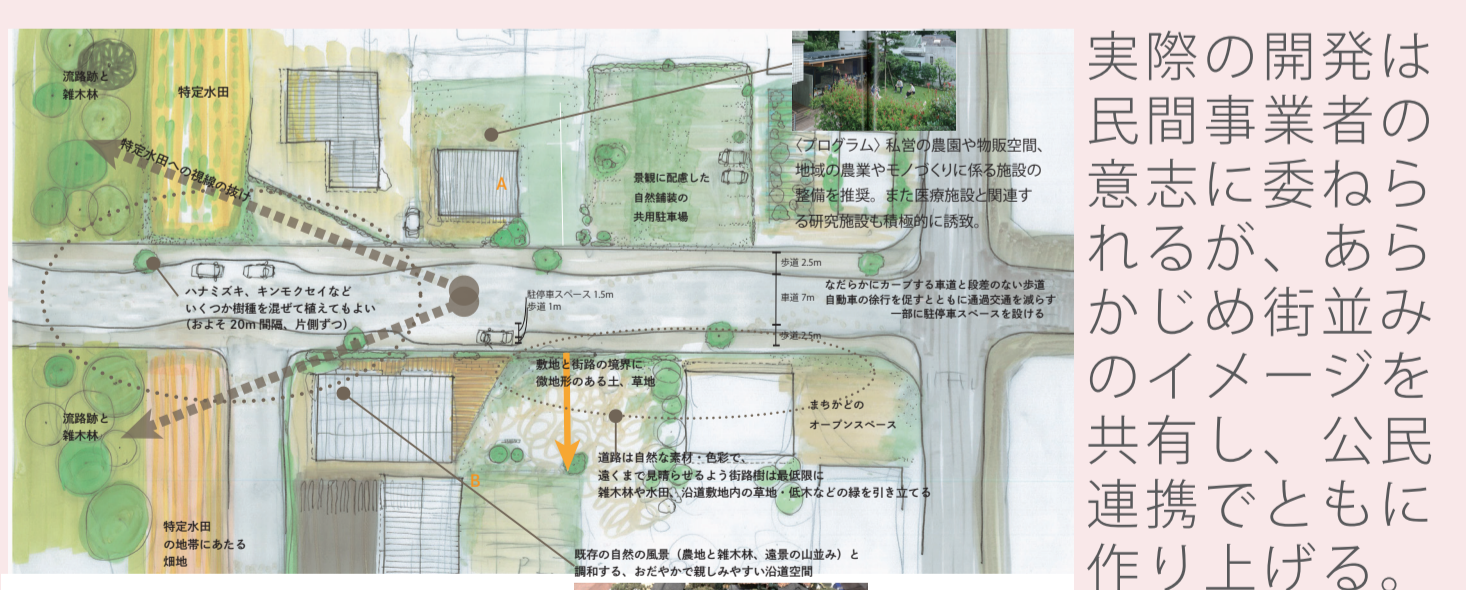 流路跡と
雑木林
特定水田
特定水田への視線の抜け
A
景観に配慮した
自然舗装の
共用駐車場
〈プログラム〉私営の農園や物販空間、
地域の農業やモノづくりに係る施設の
整備を推奨。また医療施設と関連す
る研究施設も積極的に誘致。
歩道 2.5m
車道 7m
歩道 2.5m
なだらかにカーブする車道と段差のない歩道
自動車の徐行を促すとともに通過交通を減らす
一部に駐停車スペースを設ける
ハナミズキ、キンモクセイなど
いくつか樹種を混ぜて植えてもよい
(およそ 20m 間隔、片側ずつ)
駐停車スペース 1.5m
歩道 1m
敷地と街路の境界に
微地形のある土、草地
まちかどの
オープンスペース
流路跡と
雑木林
B
道路は自然な素材・色彩で、
遠くまで見晴らせるよう街路樹は最低限に
雑木林や水田、沿道敷地内の草地・低木などの緑を引き立てる
特定水田
の地帯にあたる
畑地
既存の自然の風景（農地と雑木林、遠景の山並み）と
調和する、おだやかで親しみやすい沿道空間
実際の開発は
民間事業者の
意志に委ねら
れるが、あら
かじめ街並み
のイメージを
共有し、公民
連携でともに
作り上げる。